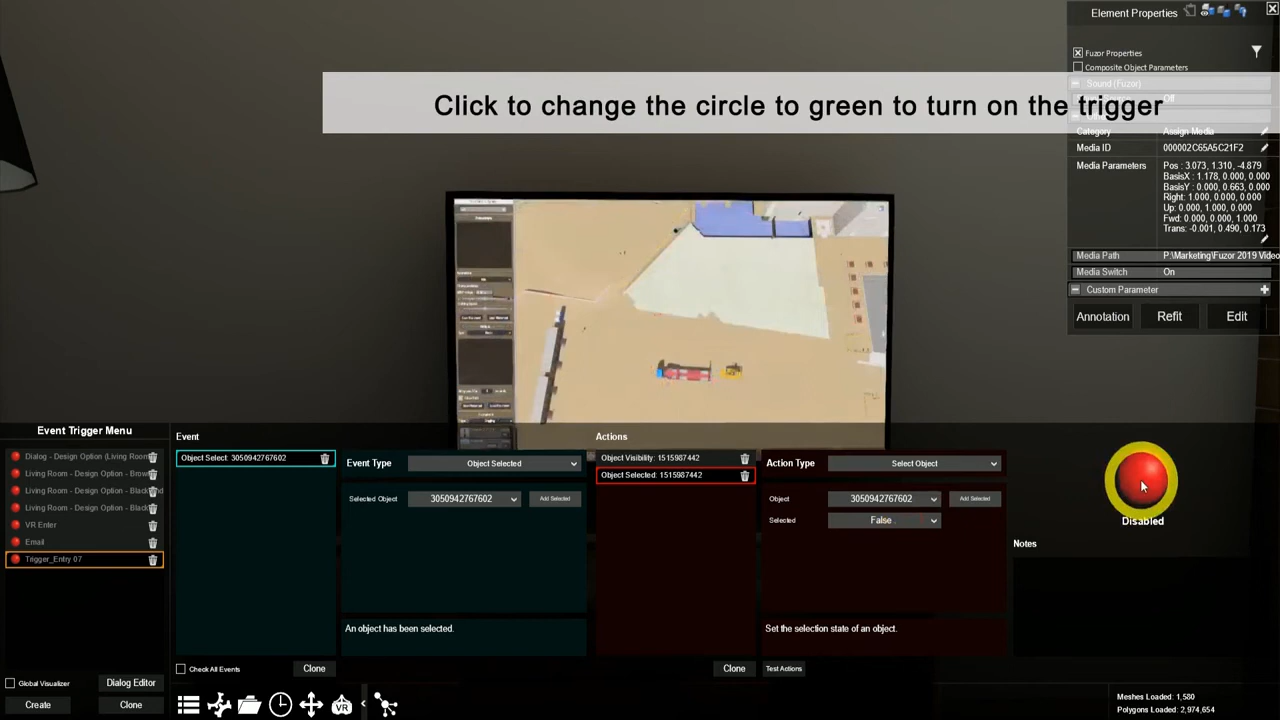 Element Properties
Fuzor Properties
Composite Object Parameters
Sound (Fuzor)
Off
Click to change the circle to green to turn on the trigger
Category Assign Media
Media ID 000002C65A5C21F2
Media Parameters Pos : 3.073, 1.310, -4.879
BasisX : 1.178, 0.000, 0.000
BasisY : 0.000, 0.663, 0.000
Right: 1.000, 0.000, 0.000
Up: 0.000, 1.000, 0.000
Fwd: 0.000, 0.000, 1.000
Trans: -0.001, 0.490, 0.173
Media Path P:\Marketing\Fuzor 2019 Video
Media Switch On
Custom Parameter
Annotation Refit Edit
Event Trigger Menu
Dialog - Design Option (Living Room
Living Room - Design Option - Brow
Living Room - Design Option - Black
Living Room - Design Option - Black
VR Enter
Email
Trigger_Entry 07
Global Visualizer
Dialog Editor
Create Clone
Event
Object Select: 3050942767602
Check All Events
Clone
Event Type Object Selected
Selected Object 3050942767602 Add Selected
An object has been selected.
Actions
Object Visibility: 1515987442
Object Selected: 1515987442
Clone
Action Type Select Object
Object 3050942767602 Add Selected
Selected False
Set the selection state of an object.
Test Actions
Disabled
Notes
VR
Meshes Loaded: 1,580
Polygons Loaded: 2,974,654